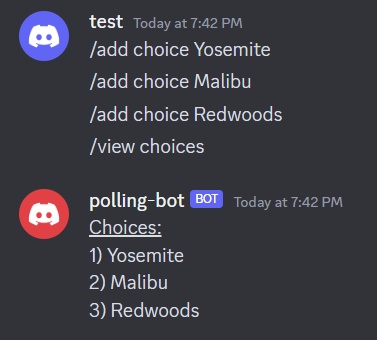 test Today at 7:42 PM
/add choice Yosemite
/add choice Malibu
/add choice Redwoods
/view choices
polling-bot BOT Today at 7:42 PM
Choices:
1) Yosemite
2) Malibu
3) Redwoods